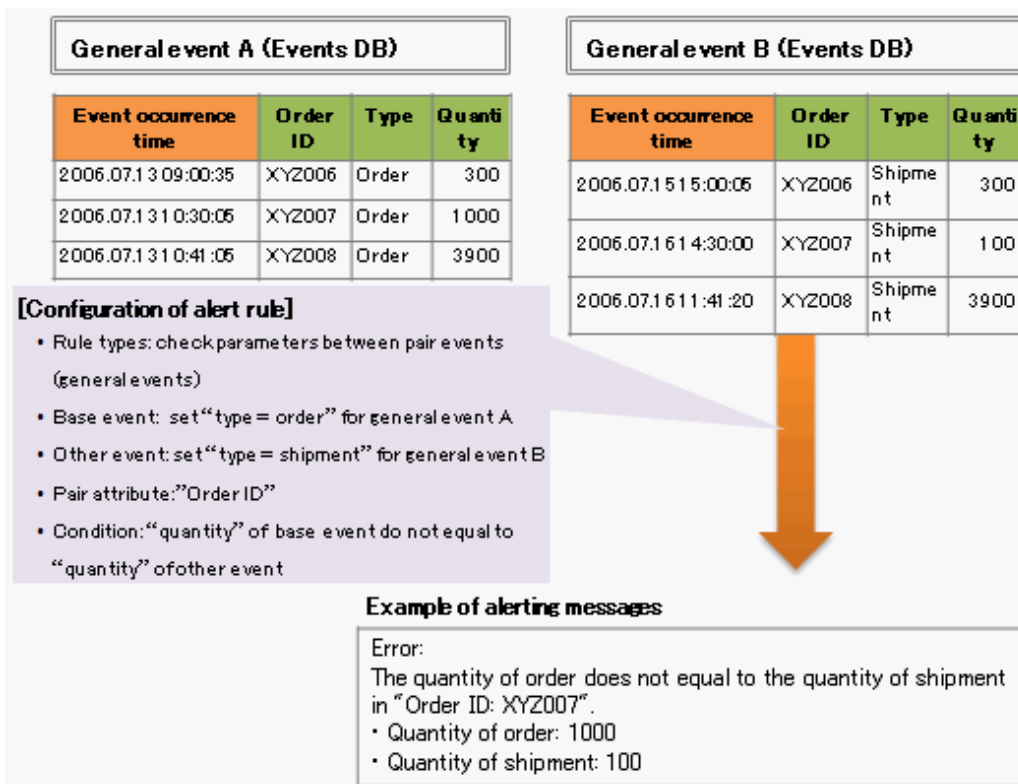 General event A (Events DB)
General event B (Events DB)
Event occurrence time Order ID Type Quantity
2006.07.13 09:00:35 XYZ006 Order 300
2006.07.13 10:30:05 XYZ007 Order 1000
2006.07.13 10:41:05 XYZ008 Order 3900
Event occurrence time Order ID Type Quantity
2006.07.15 15:00:05 XYZ006 Shipment 300
2006.07.16 14:30:00 XYZ007 Shipment 100
2006.07.16 11:41:20 XYZ008 Shipment 3900
[Configuration of alert rule]
• Rule types: check parameters between pair events
(general events)
• Base event: set “type = order” for general event A
• Other event: set “type = shipment” for general event B
• Pair attribute: ”Order ID”
• Condition: “quantity” of base event do not equal to
“quantity” of other event
Example of alerting messages
Error:
The quantity of order does not equal to the quantity of shipment
in "Order ID: XYZ007".
・Quantity of order: 1000
・Quantity of shipment: 100